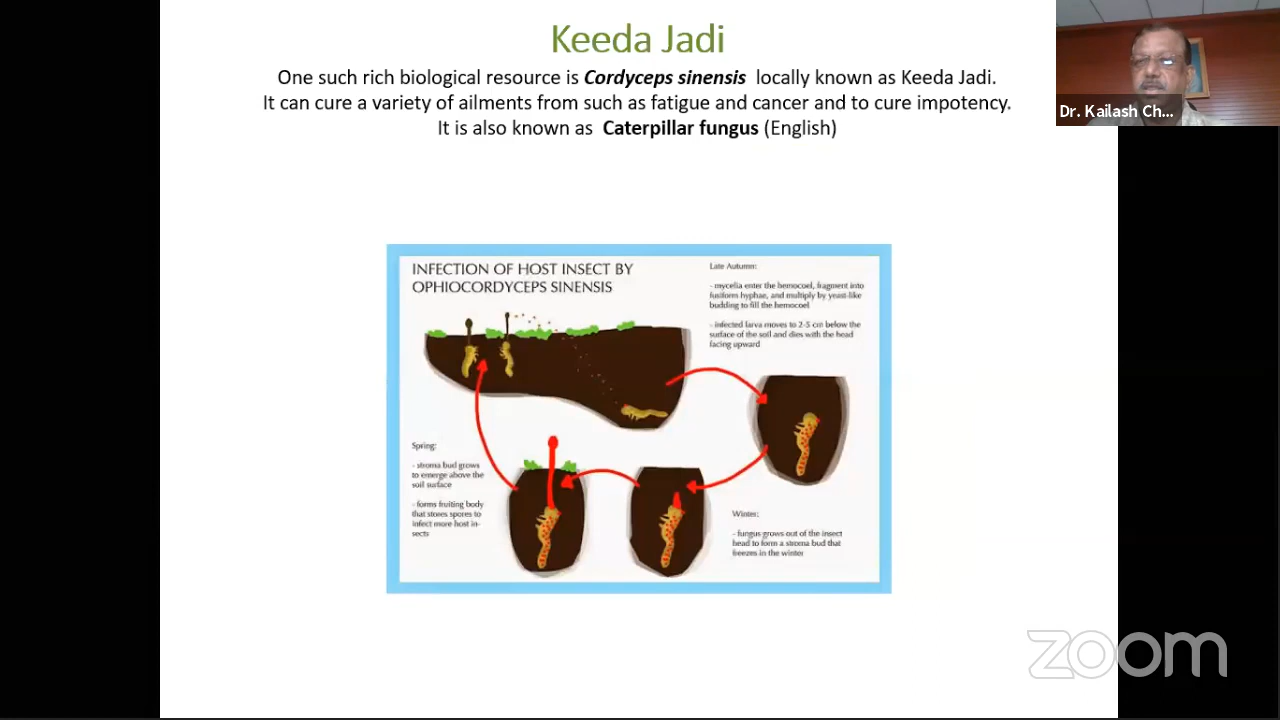 Keeda Jadi
One such rich biological resource is Cordyceps sinensis locally known as Keeda Jadi.
It can cure a variety of ailments from such as fatigue and cancer and to cure impotency.
It is also known as Caterpillar fungus (English)
Dr. Kailash Ch...
INFECTION OF HOST INSECT BY
OPHIOCORDYCEPS SINENSIS
Late Autumn:
- mycelia enter the hemocoel, fragment into
fusiform hyphae, and multiply by yeast-like
budding to fill the hemocoel
- infected larva moves to 2-5 cm below the
surface of the soil and dies with the head
facing upward
Spring:
- stroma bud grows
to emerge above the
soil surface
- forms fruiting body
that stores spores to
infect more host in-
sects
Winter:
- fungus grows out of the insect
head to form a stroma bud that
freezes in the winter
zoom